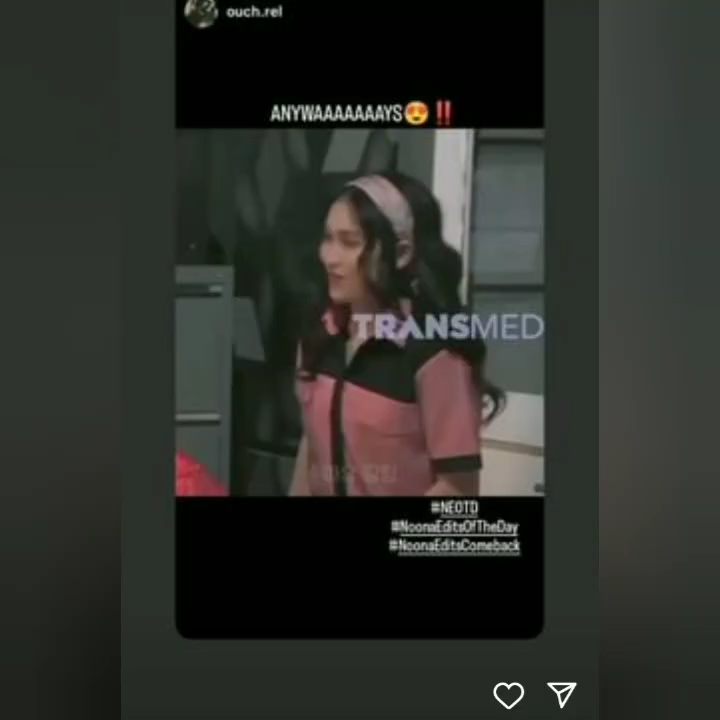 ouch.rel
ANYWAAAAAAAYS😍‼️
TRANSMED
#NEOTD
#NoonaEditsOfTheDay
#NoonaEditsComeback